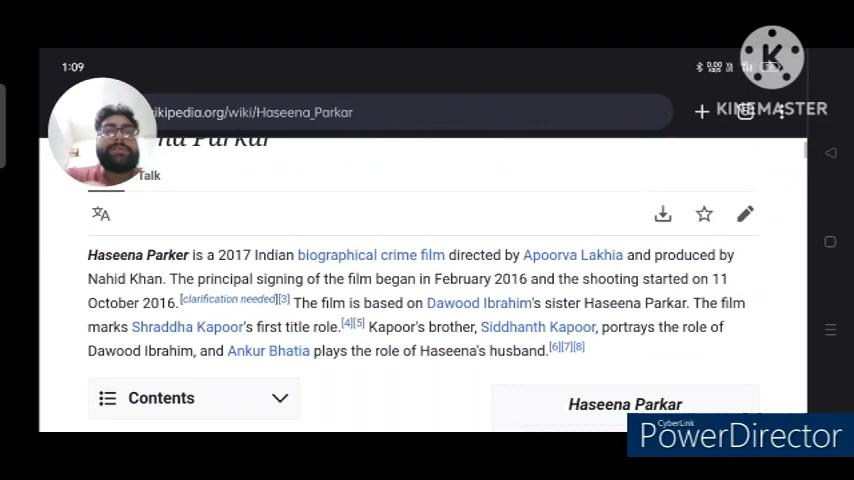 1:09
K
KINEMASTER
ikipedia.org/wiki/Haseena_Parkar
na Parkar
Talk
Haseena Parker is a 2017 Indian biographical crime film directed by Apoorva Lakhia and produced by
Nahid Khan. The principal signing of the film began in February 2016 and the shooting started on 11
October 2016.[clarification needed][3] The film is based on Dawood Ibrahim's sister Haseena Parkar. The film
marks Shraddha Kapoor's first title role.[4][5] Kapoor's brother, Siddhanth Kapoor, portrays the role of
Dawood Ibrahim, and Ankur Bhatia plays the role of Haseena's husband.[6][7][8]
Contents
Haseena Parkar
CyberLink
PowerDirector